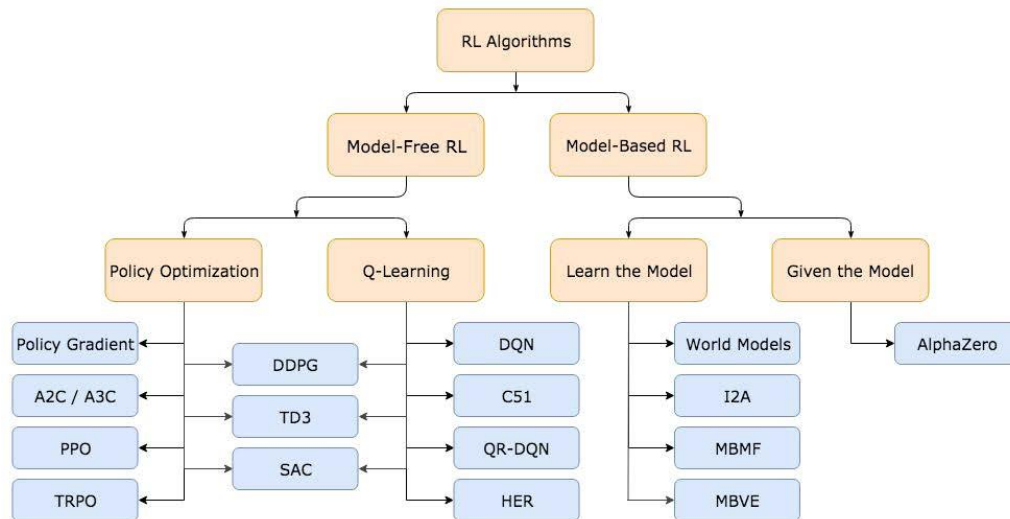 RL Algorithms
Model-Free RL
Model-Based RL
Policy Optimization
Q-Learning
Learn the Model
Given the Model
Policy Gradient
DDPG
DQN
World Models
AlphaZero
A2C / A3C
TD3
C51
I2A
PPO
SAC
QR-DQN
MBMF
TRPO
HER
MBVE